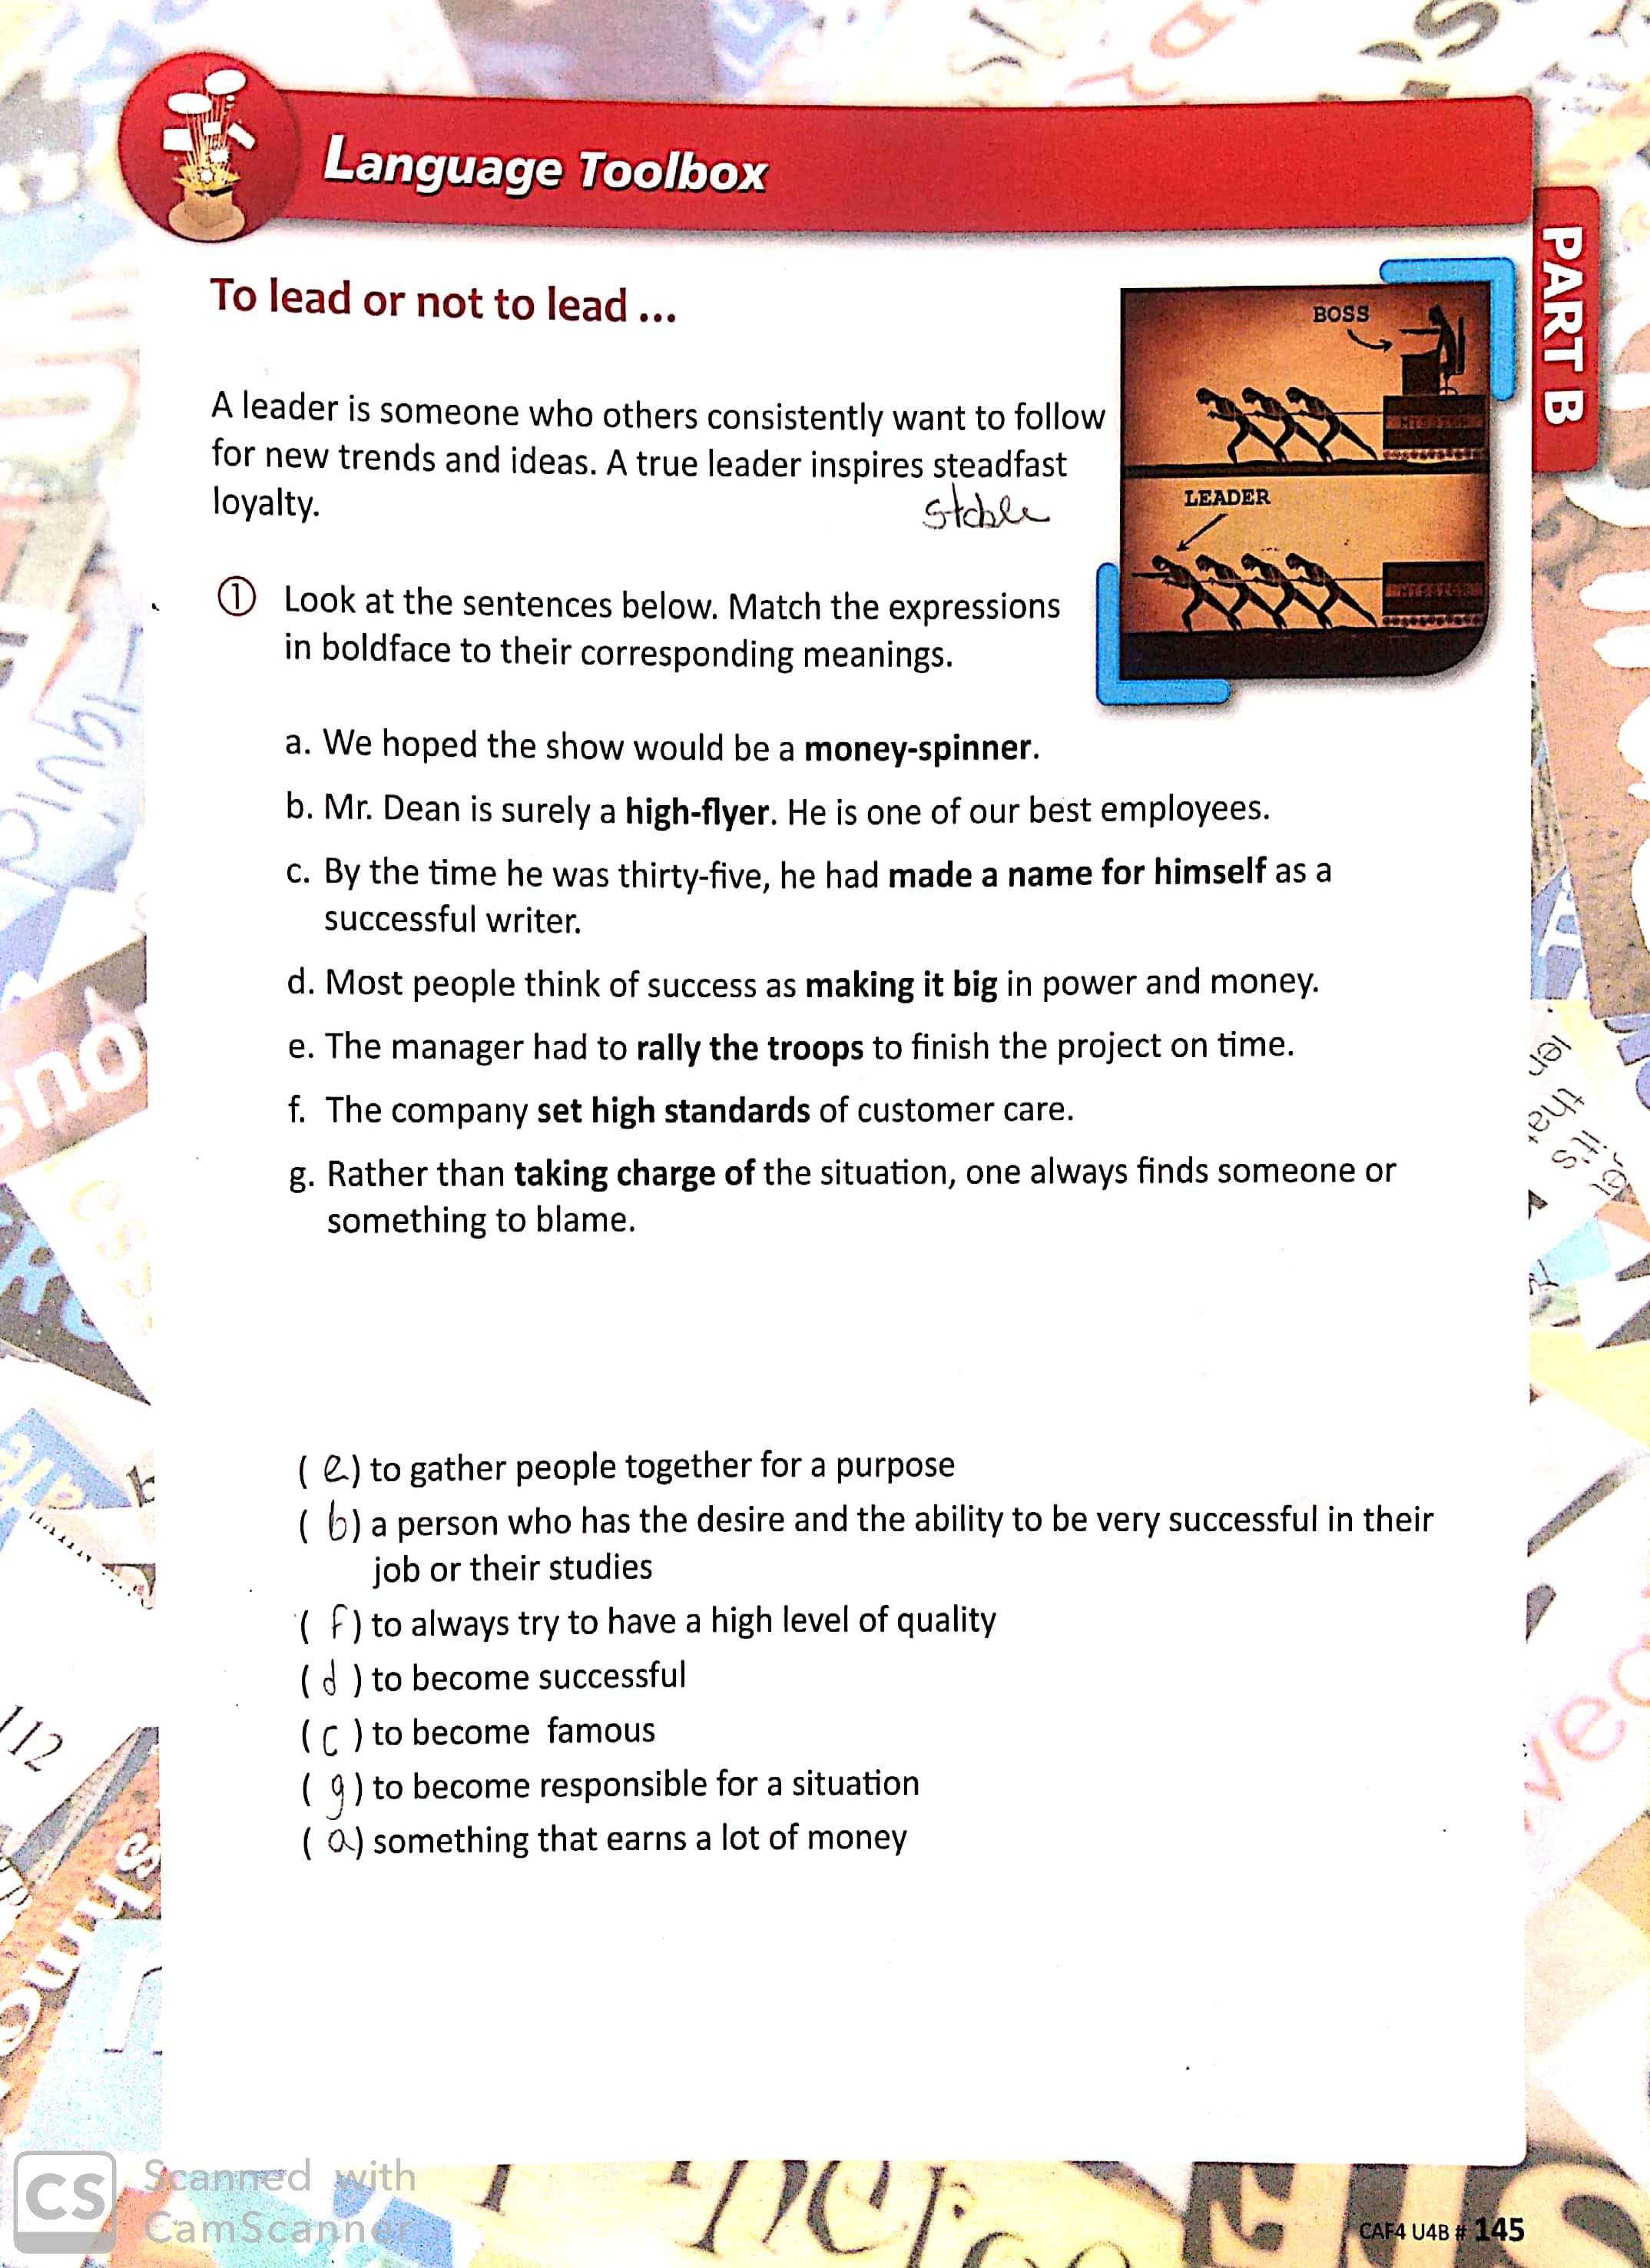 Language Toolbox
PART B
To lead or not to lead ...
BOSS
MISSION
LEADER
MISSION
A leader is someone who others consistently want to follow
for new trends and ideas. A true leader inspires steadfast
loyalty.
stable
① Look at the sentences below. Match the expressions
in boldface to their corresponding meanings.
a. We hoped the show would be a money-spinner.
b. Mr. Dean is surely a high-flyer. He is one of our best employees.
c. By the time he was thirty-five, he had made a name for himself as a
successful writer.
d. Most people think of success as making it big in power and money.
e. The manager had to rally the troops to finish the project on time.
f. The company set high standards of customer care.
g. Rather than taking charge of the situation, one always finds someone or
something to blame.
( e ) to gather people together for a purpose
( b ) a person who has the desire and the ability to be very successful in their
job or their studies
( f ) to always try to have a high level of quality
( d ) to become successful
( c ) to become famous
( g ) to become responsible for a situation
( a ) something that earns a lot of money
112
CS Scanned with
CamScanner
CAF4 U4B # 145